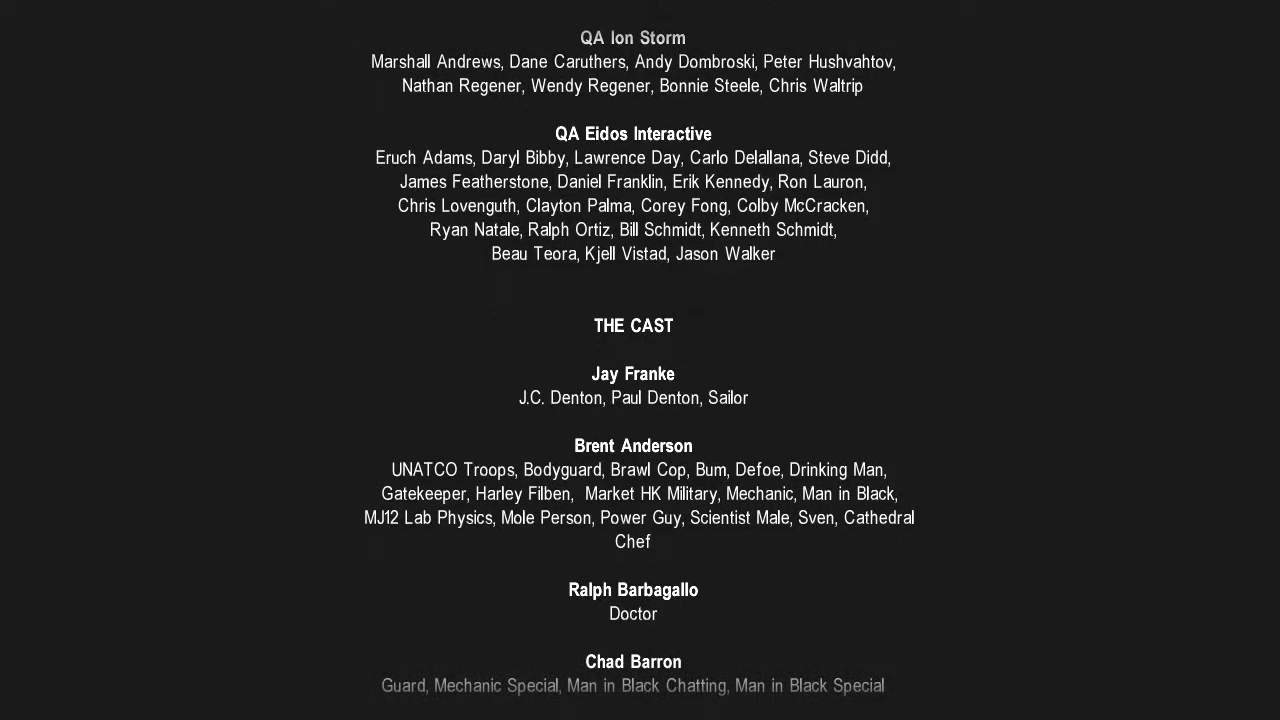 QA Ion Storm
Marshall Andrews, Dane Caruthers, Andy Dombroski, Peter Hushvahtov,
Nathan Regener, Wendy Regener, Bonnie Steele, Chris Waltrip
QA Eidos Interactive
Eruch Adams, Daryl Bibby, Lawrence Day, Carlo Delallana, Steve Didd,
James Featherstone, Daniel Franklin, Erik Kennedy, Ron Lauron,
Chris Lovenguth, Clayton Palma, Corey Fong, Colby McCracken,
Ryan Natale, Ralph Ortiz, Bill Schmidt, Kenneth Schmidt,
Beau Teora, Kjell Vistad, Jason Walker
THE CAST
Jay Franke
J.C. Denton, Paul Denton, Sailor
Brent Anderson
UNATCO Troops, Bodyguard, Brawl Cop, Bum, Defoe, Drinking Man,
Gatekeeper, Harley Filben,  Market HK Military, Mechanic, Man in Black,
MJ12 Lab Physics, Mole Person, Power Guy, Scientist Male, Sven, Cathedral
Chef
Ralph Barbagallo
Doctor
Chad Barron
Guard, Mechanic Special, Man in Black Chatting, Man in Black Special